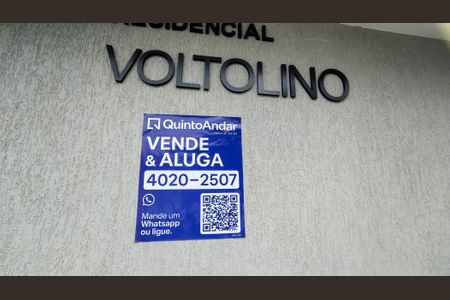 RESIDENCIAL
VOLTOLINO
QuintoAndar
VENDE
& ALUGA
4020-2507
Mande um
Whatsapp
ou ligue.